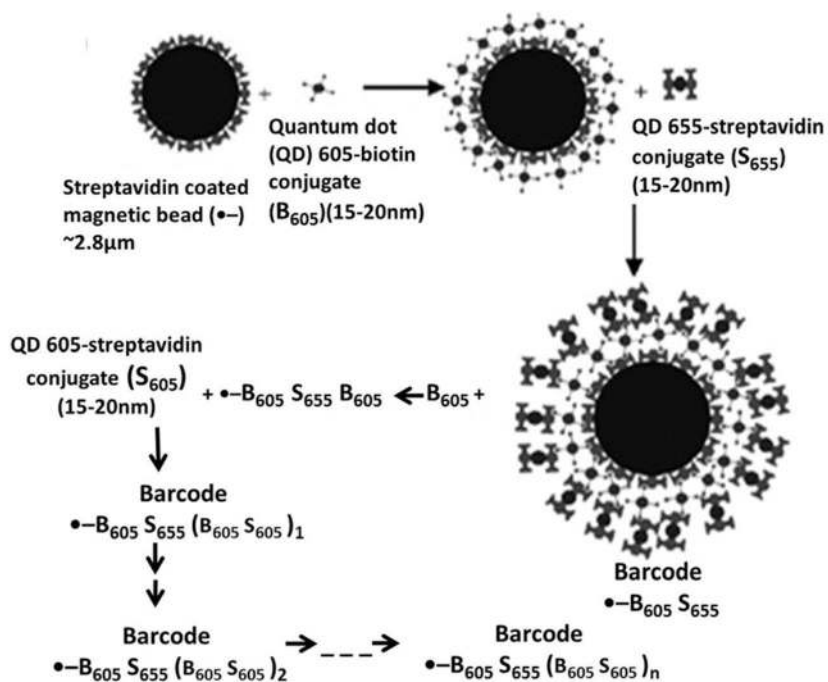 +
+
Streptavidin coated
magnetic bead (•–)
~2.8μm
Quantum dot
(QD) 605-biotin
conjugate
(B₆₀₅)(15-20nm)
QD 655-streptavidin
conjugate (S₆₅₅)
(15-20nm)
QD 605-streptavidin
conjugate (S₆₀₅)
(15-20nm)
+ •–B₆₀₅ S₆₅₅ B₆₀₅ ← B₆₀₅ +
Barcode
•–B₆₀₅ S₆₅₅ (B₆₀₅ S₆₀₅)₁
Barcode
•–B₆₀₅ S₆₅₅
Barcode
•–B₆₀₅ S₆₅₅ (B₆₀₅ S₆₀₅)₂
Barcode
•–B₆₀₅ S₆₅₅ (B₆₀₅ S₆₀₅)ₙ